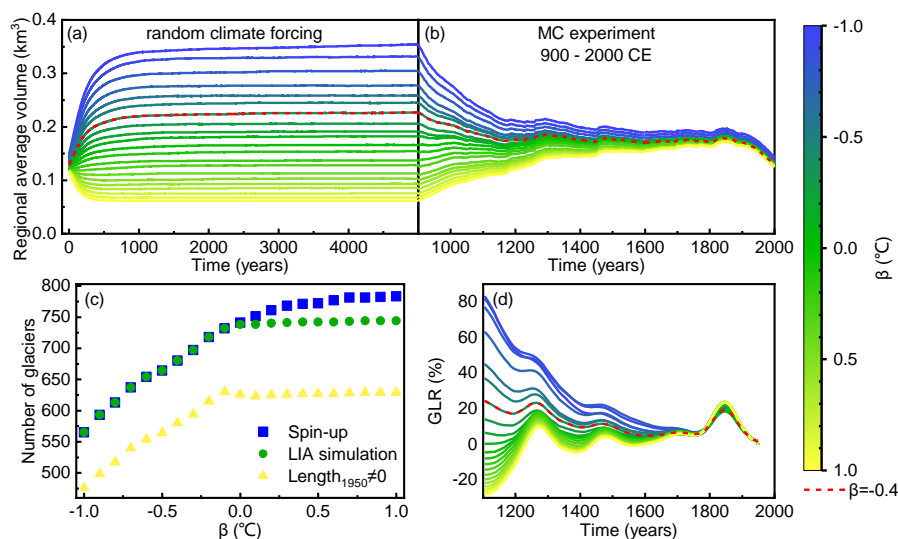 (a)
random climate forcing
(b)
MC experiment
900 - 2000 CE
Regional average volume (km³)
0.4
0.3
0.2
0.1
0.0
0 1000 2000 3000 4000
Time (years)
1000 1200 1400 1600 1800 2000
Time (years)
(c)
Number of glaciers
800
750
700
650
600
550
500
Spin-up
LIA simulation
Length₁₉₅₀≠0
-1.0 -0.5 0.0 0.5 1.0
β (℃)
(d)
GLR (%)
80
60
40
20
0
-20
1200 1400 1600 1800 2000
Time (years)
-1.0
-0.5
0.0
0.5
1.0
β (℃)
β=-0.4